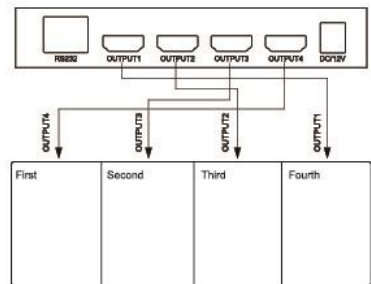 RS232 OUTPUT1 OUTPUT2 OUTPUT3 OUTPUT4 DC/12V
OUTPUT4 OUTPUT3 OUTPUT2 OUTPUT1
First Second Third Fourth